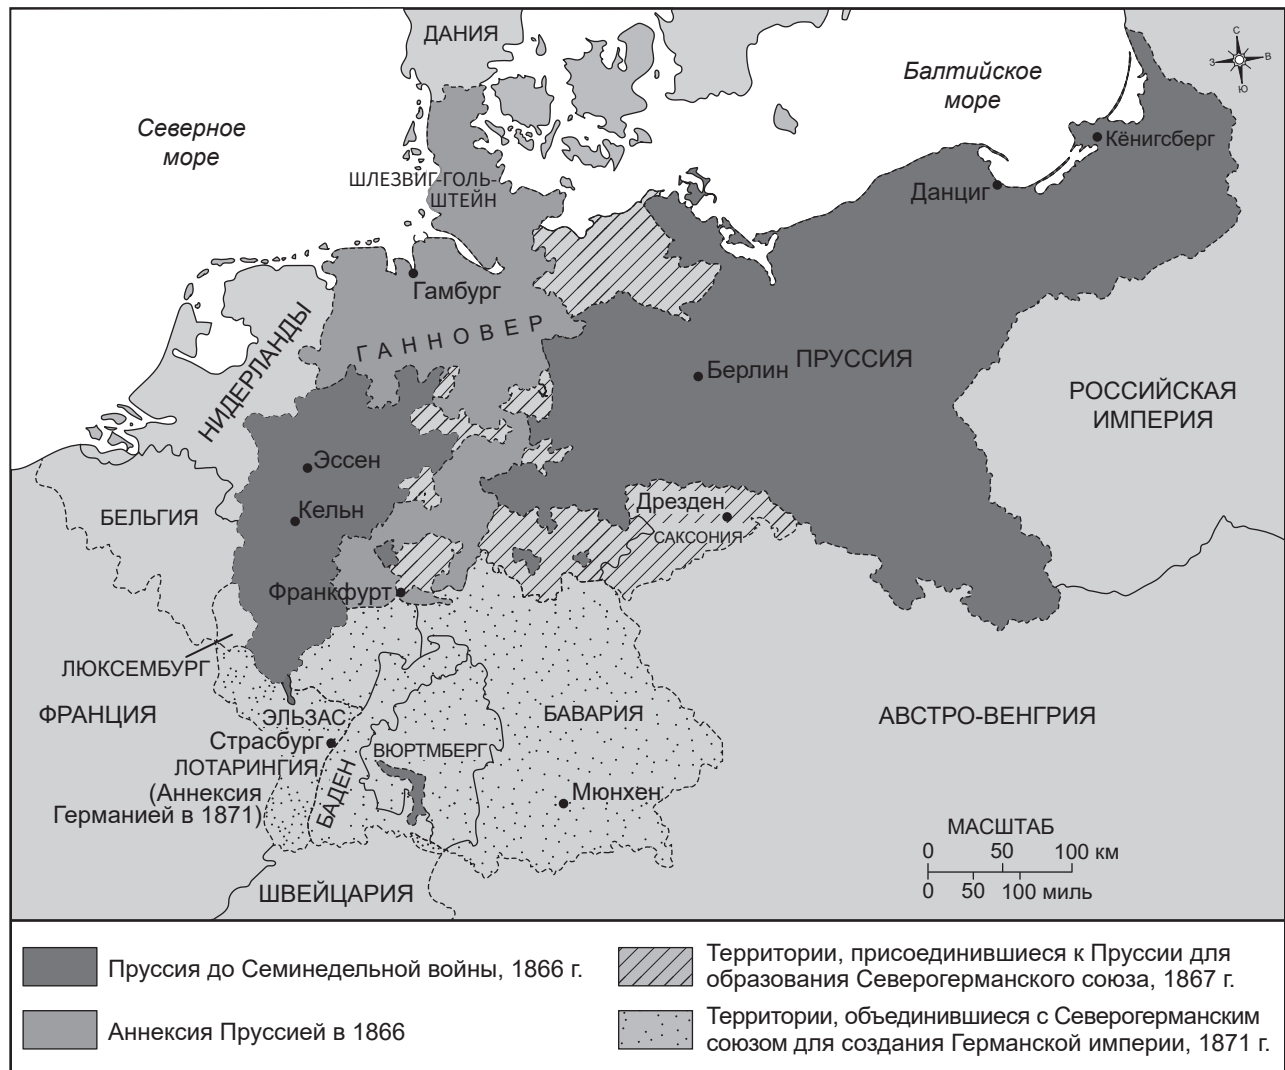 ДАНИЯ
С
З
В
Ю
Балтийское
море
Северное
море
Кёнигсберг
ШЛЕЗВИГ-ГОЛЬ-
ШТЕЙН
Данциг
Гамбург
ГАННОВЕР
НИДЕРЛАНДЫ
Берлин
ПРУССИЯ
РОССИЙСКАЯ
ИМПЕРИЯ
Эссен
Кельн
БЕЛЬГИЯ
Дрезден
САКСОНИЯ
Франкфурт
ЛЮКСЕМБУРГ
ФРАНЦИЯ
ЭЛЬЗАС
Страсбург
ЛОТАРИНГИЯ
(Аннексия
Германией в 1871)
БАДЕН
ВЮРТМБЕРГ
БАВАРИЯ
Мюнхен
АВСТРО-ВЕНГРИЯ
ШВЕЙЦАРИЯ
МАСШТАБ
0 50 100 км
0 50 100 миль
Пруссия до Семинедельной войны, 1866 г.
Аннексия Пруссией в 1866
Территории, присоединившиеся к Пруссии для
образования Северогерманского союза, 1867 г.
Территории, объединившиеся с Северогерманским
союзом для создания Германской империи, 1871 г.